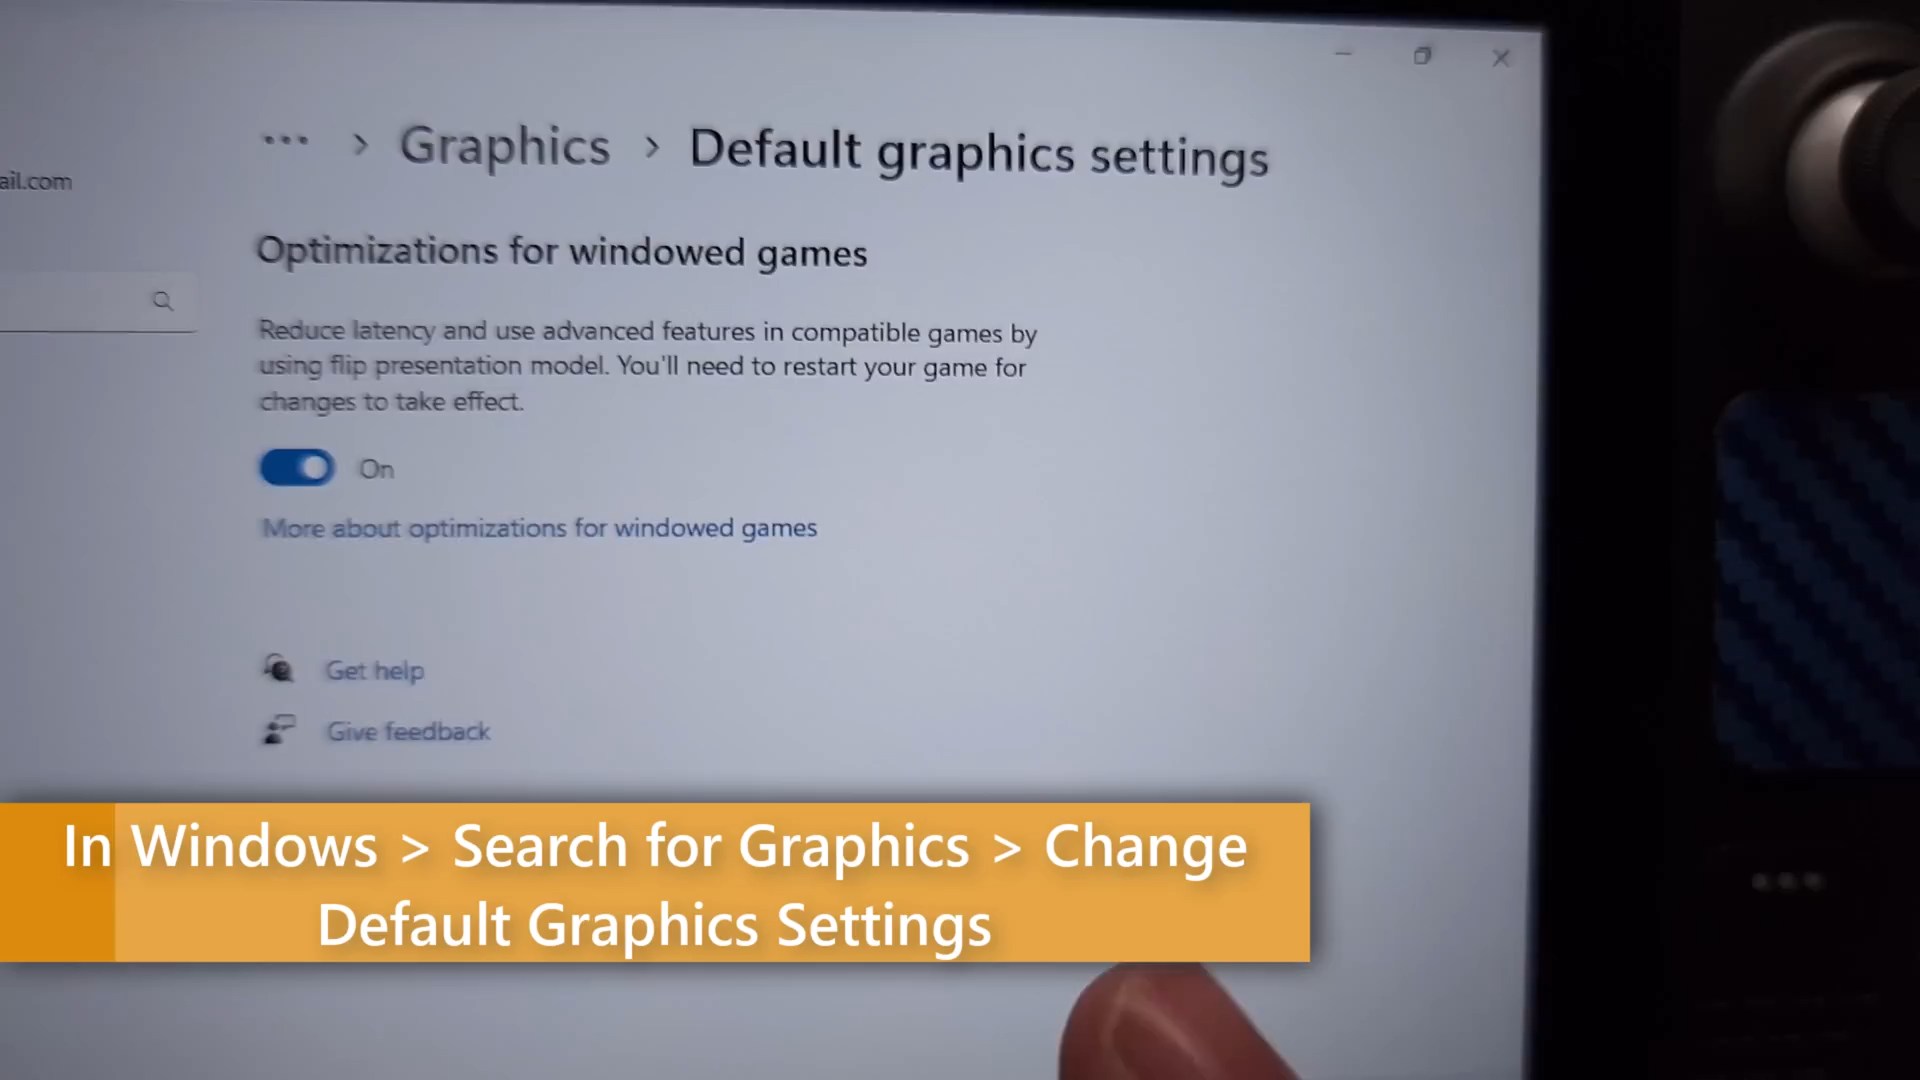 ... > Graphics > Default graphics settings
ail.com
Optimizations for windowed games
Reduce latency and use advanced features in compatible games by
using flip presentation model. You'll need to restart your game for
changes to take effect.
On
More about optimizations for windowed games
Get help
Give feedback
In Windows > Search for Graphics > Change
Default Graphics Settings